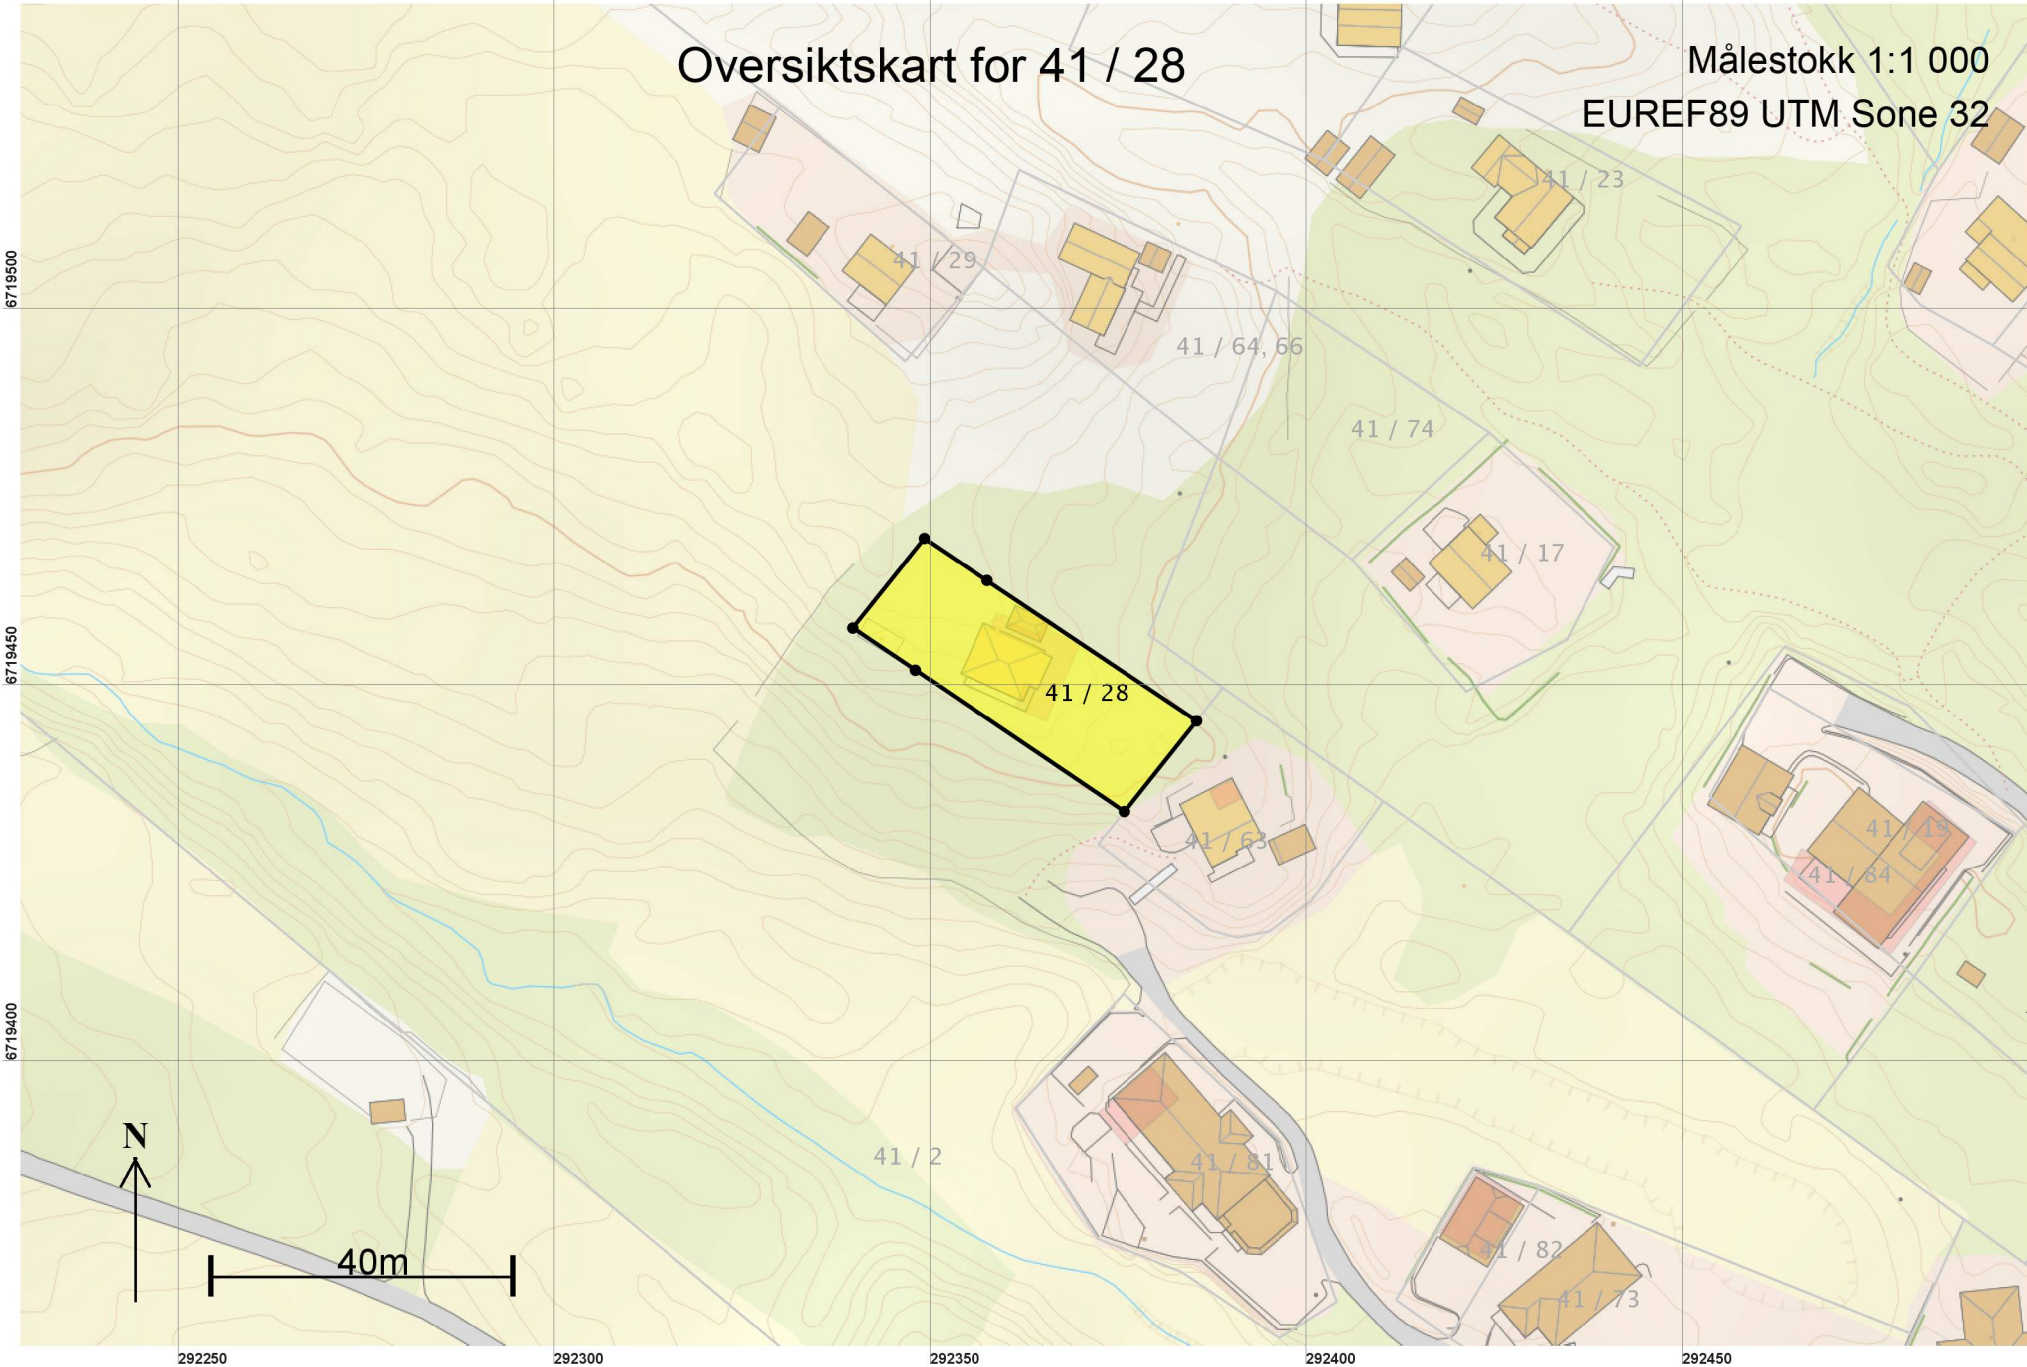 Oversiktskart for 41 / 28
Målestokk 1:1 000
EUREF89 UTM Sone 32
41 / 23
41 / 29
6719500
41 / 64, 66
41 / 74
41 / 17
6719450
41 / 28
41 / 63
41 / 19
41 / 84
6719400
N
41 / 2
41 / 81
41 / 82
40m
41 / 73
292250
292300
292350
292400
292450